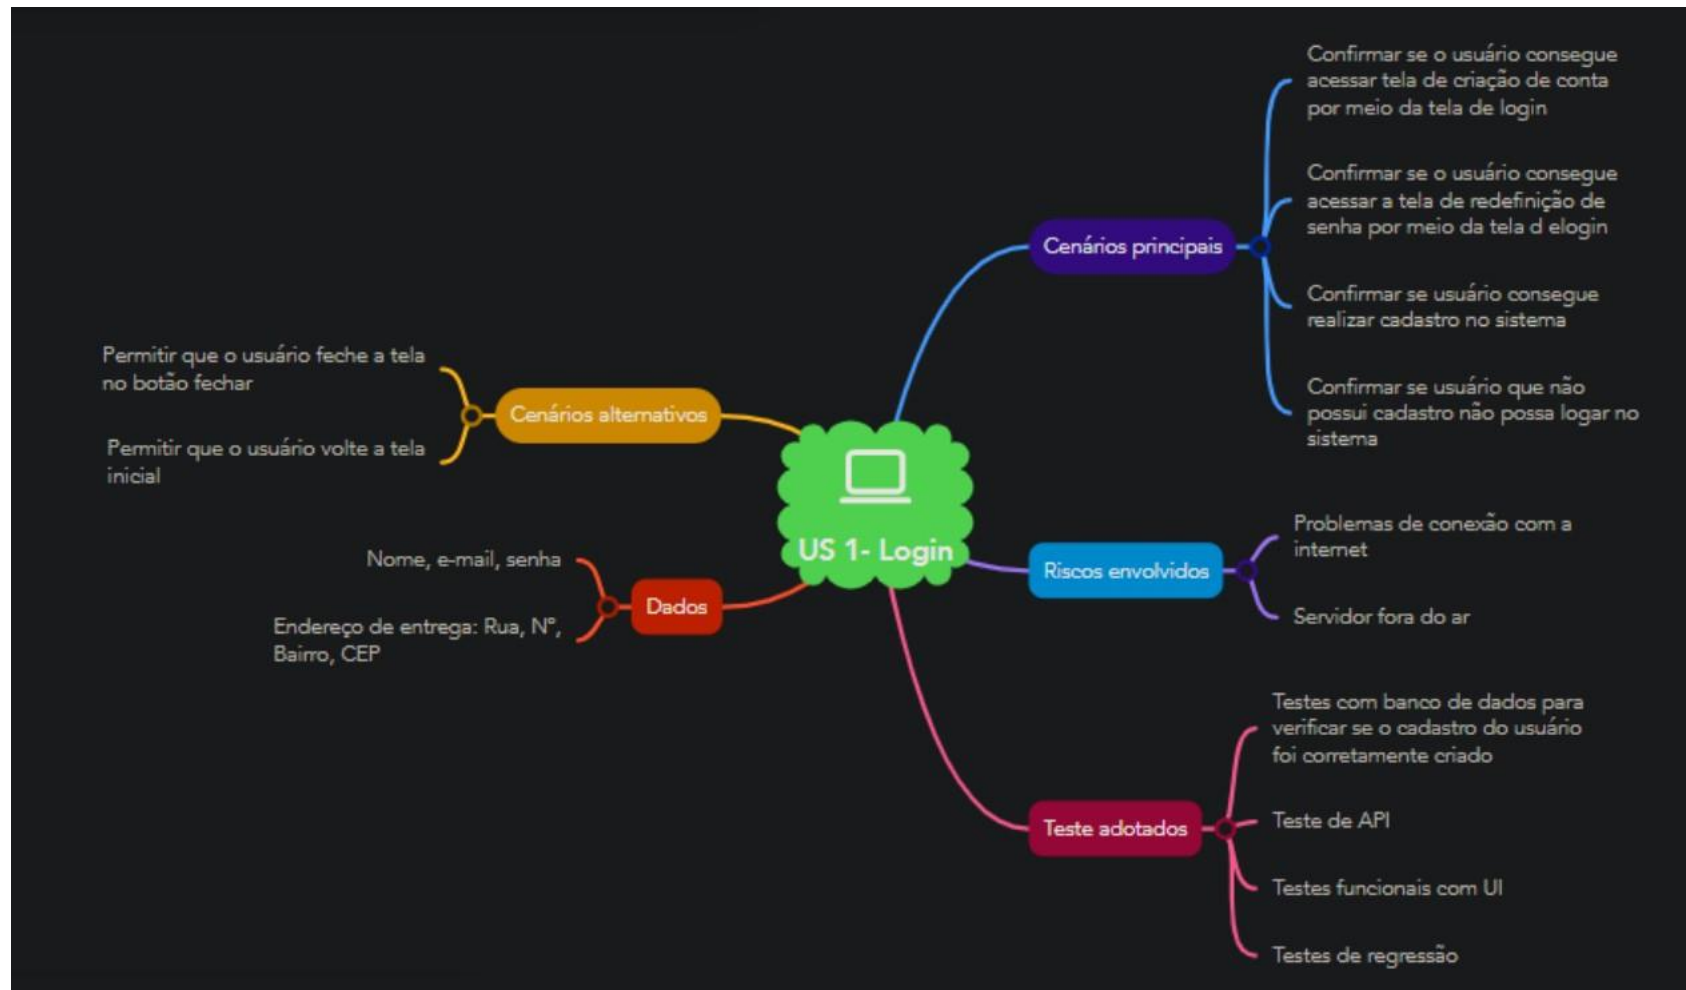 Confirmar se o usuário consegue
acessar tela de criação de conta
por meio da tela de login
Confirmar se o usuário consegue
acessar a tela de redefinição de
senha por meio da tela d elogin
Cenários principais
Confirmar se usuário consegue
realizar cadastro no sistema
Confirmar se usuário que não
possui cadastro não possa logar no
sistema
Permitir que o usuário feche a tela
no botão fechar
Cenários alternativos
Permitir que o usuário volte a tela
inicial
US 1- Login
Nome, e-mail, senha
Dados
Endereço de entrega: Rua, N°,
Bairro, CEP
Problemas de conexão com a
internet
Riscos envolvidos
Servidor fora do ar
Testes com banco de dados para
verificar se o cadastro do usuário
foi corretamente criado
Teste adotados
Teste de API
Testes funcionais com UI
Testes de regressão